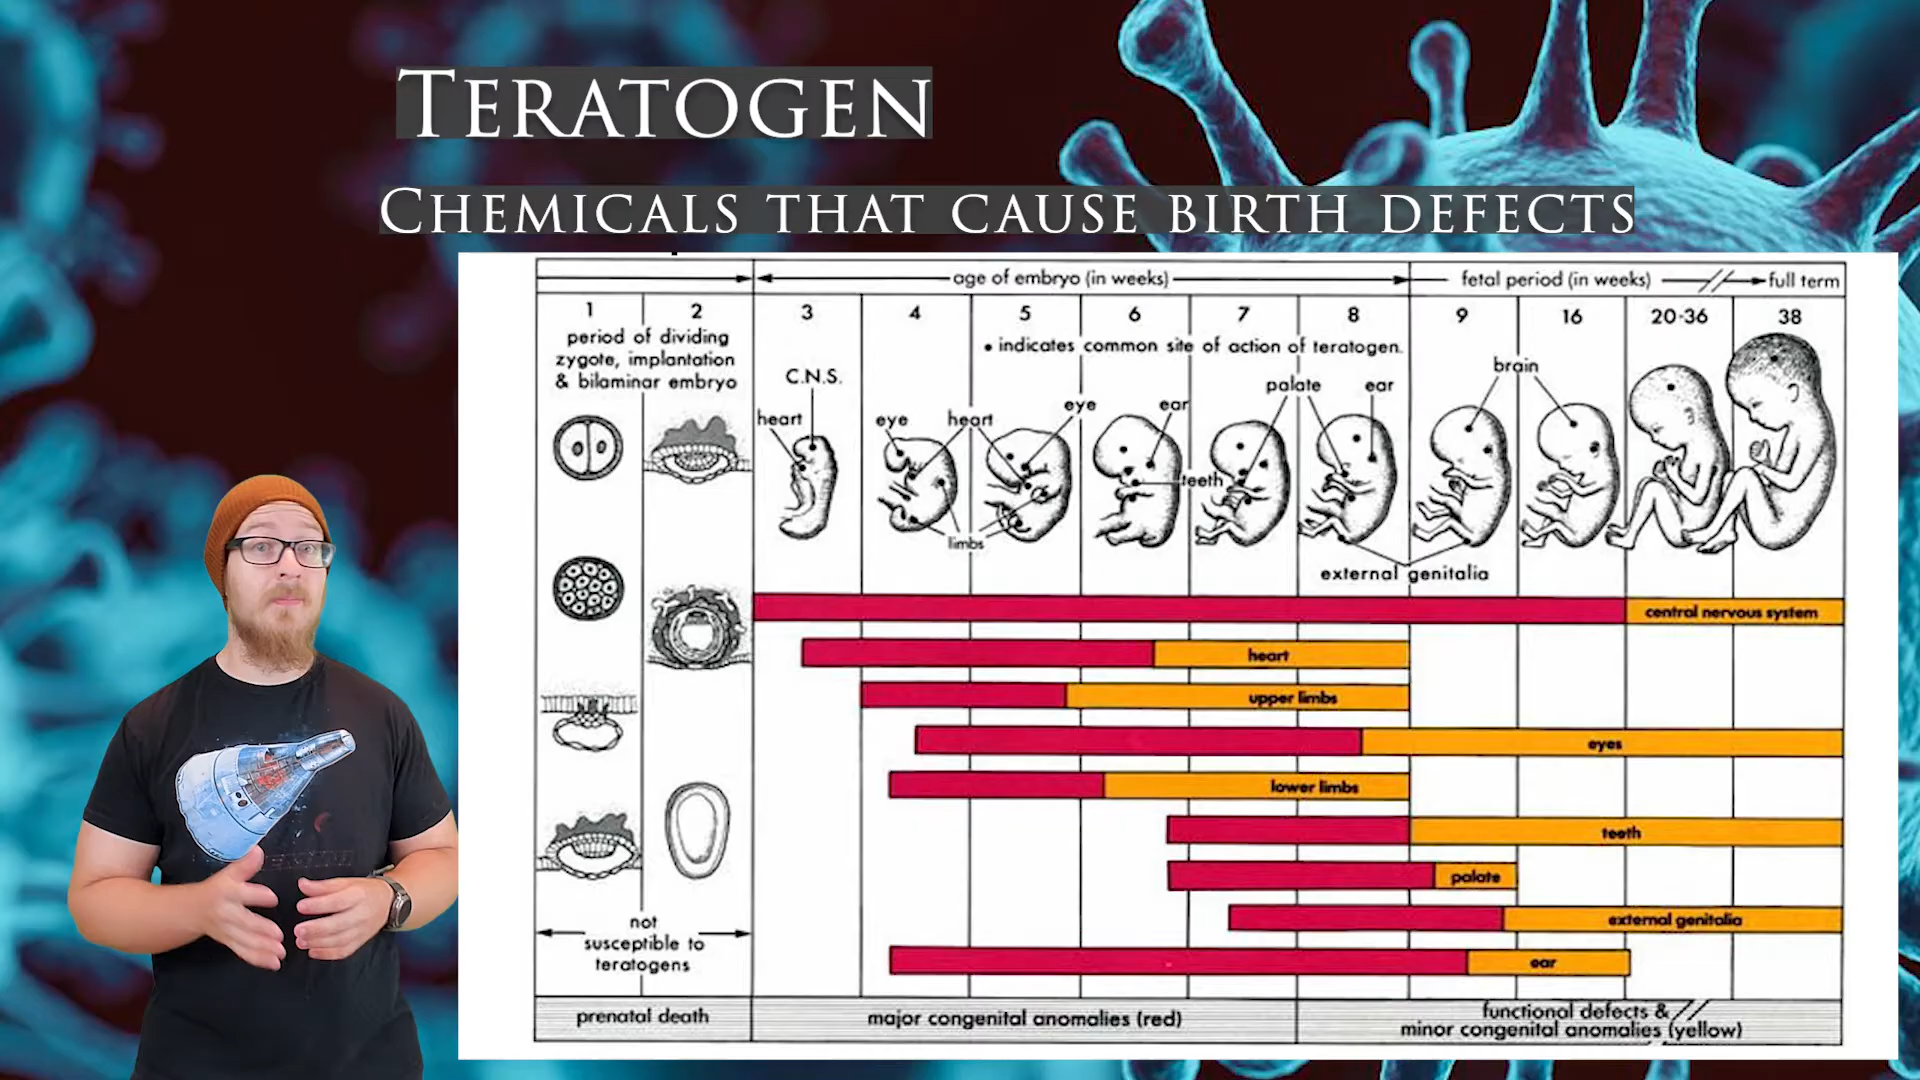 TERATOGEN
CHEMICALS THAT CAUSE BIRTH DEFECTS
age of embryo (in weeks)
fetal period (in weeks)
full term
1
2
3
4
5
6
7
8
9
16
20-36
38
period of dividing
zygote, implantation
& bilaminar embryo
• indicates common site of action of teratogen.
C.N.S.
heart
eye
heart
eye
ear
palate
ear
brain
teeth
limbs
external genitalia
central nervous system
heart
upper limbs
eyes
lower limbs
teeth
palate
external genitalia
ear
not
susceptible to
teratogens
prenatal death
major congenital anomalies (red)
functional defects &
minor congenital anomalies (yellow)